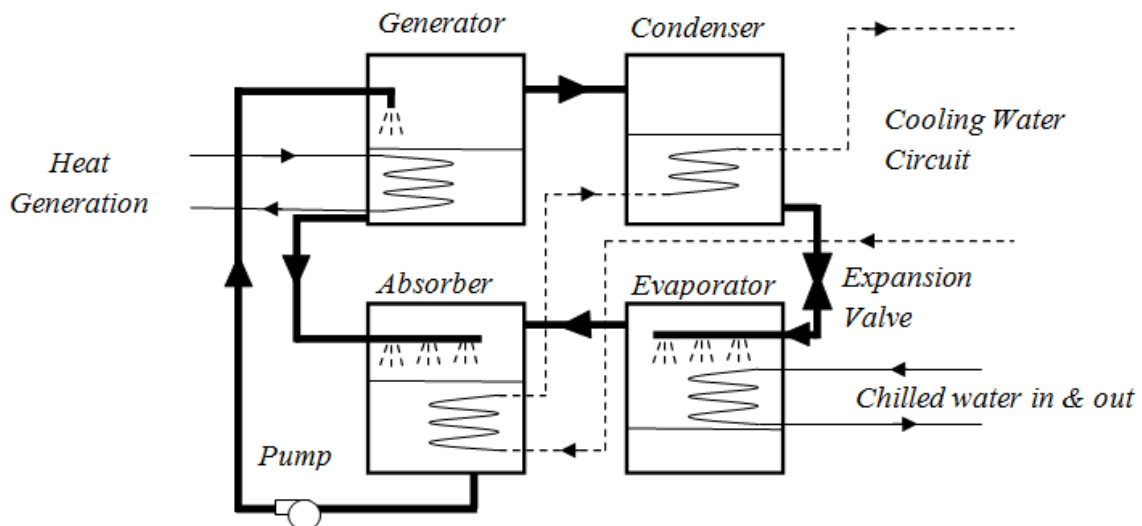 Generator
Condenser
Cooling Water
Circuit
Heat
Generation
Absorber
Evaporator
Expansion
Valve
Chilled water in & out
Pump